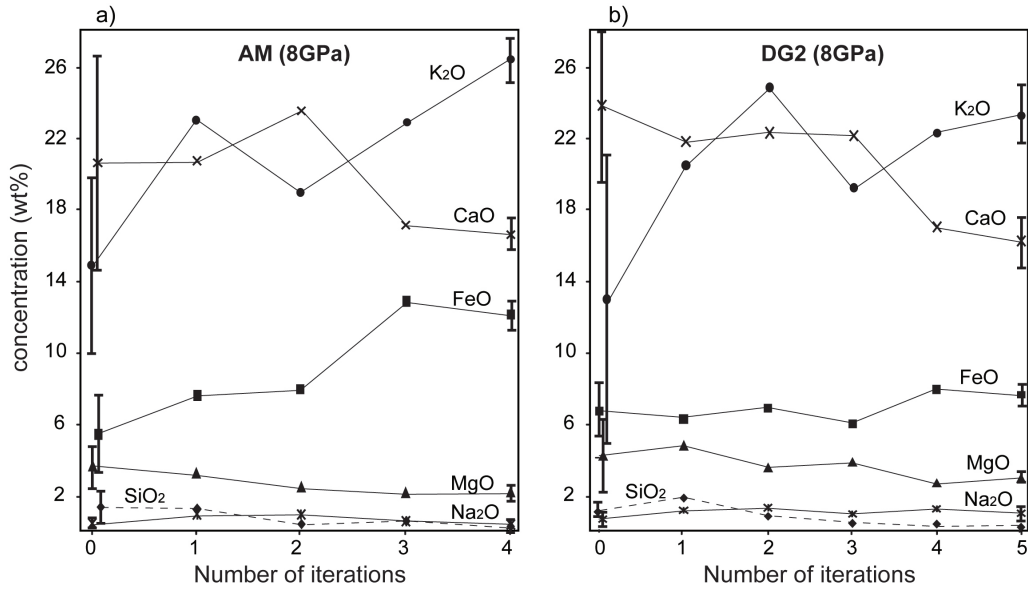 a)
AM (8GPa)
26
22
18
14
10
6
2
concentration (wt%)
K2O
CaO
FeO
MgO
SiO2
Na2O
0 1 2 3 4
Number of iterations
b)
DG2 (8GPa)
26
22
18
14
10
6
2
K2O
CaO
FeO
MgO
SiO2
Na2O
0 1 2 3 4 5
Number of iterations